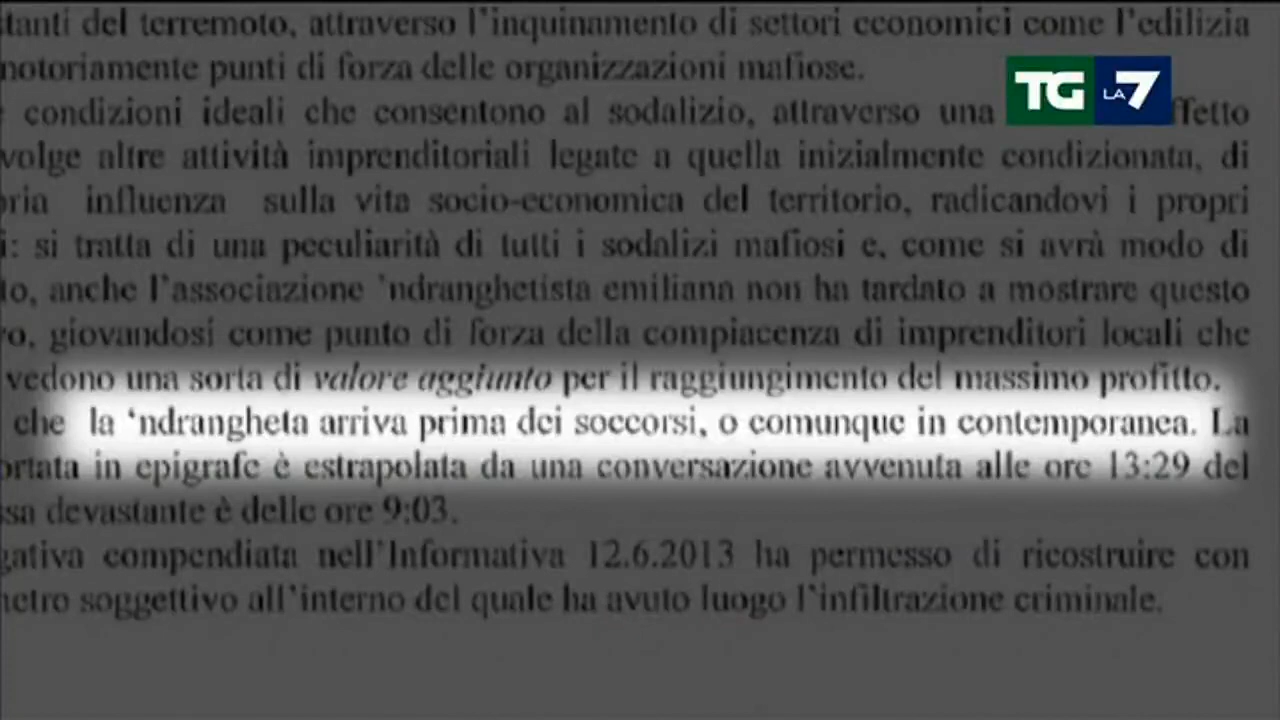 tanti del terremoto, attraverso l'inquinamento di settori economici come l'edilizia
notoriamente punti di forza delle organizzazioni mafiose.
TG LA7
condizioni ideali che consentono al sodalizio, attraverso una ffetto
volge altre attività imprenditoriali legate a quella inizialmente condizionata, di
ria influenza sulla vita socio-economica del territorio, radicandovi i propri
i: si tratta di una peculiarità di tutti i sodalizi mafiosi e, come si avrà modo di
to, anche l'associazione 'ndranghetista emiliana non ha tardato a mostrare questo
o, giovandosi come punto di forza della compiacenza di imprenditori locali che
vedono una sorta di valore aggiunto per il raggiungimento del massimo profitto.
che la 'ndrangheta arriva prima dei soccorsi, o comunque in contemporanea. La
ortata in epigrafe è estrapolata da una conversazione avvenuta alle ore 13:29 del
ssa devastante è delle ore 9:03.
gativa compendiata nell'Informativa 12.6.2013 ha permesso di ricostruire con
netro soggettivo all'interno del quale ha avuto luogo l'infiltrazione criminale.